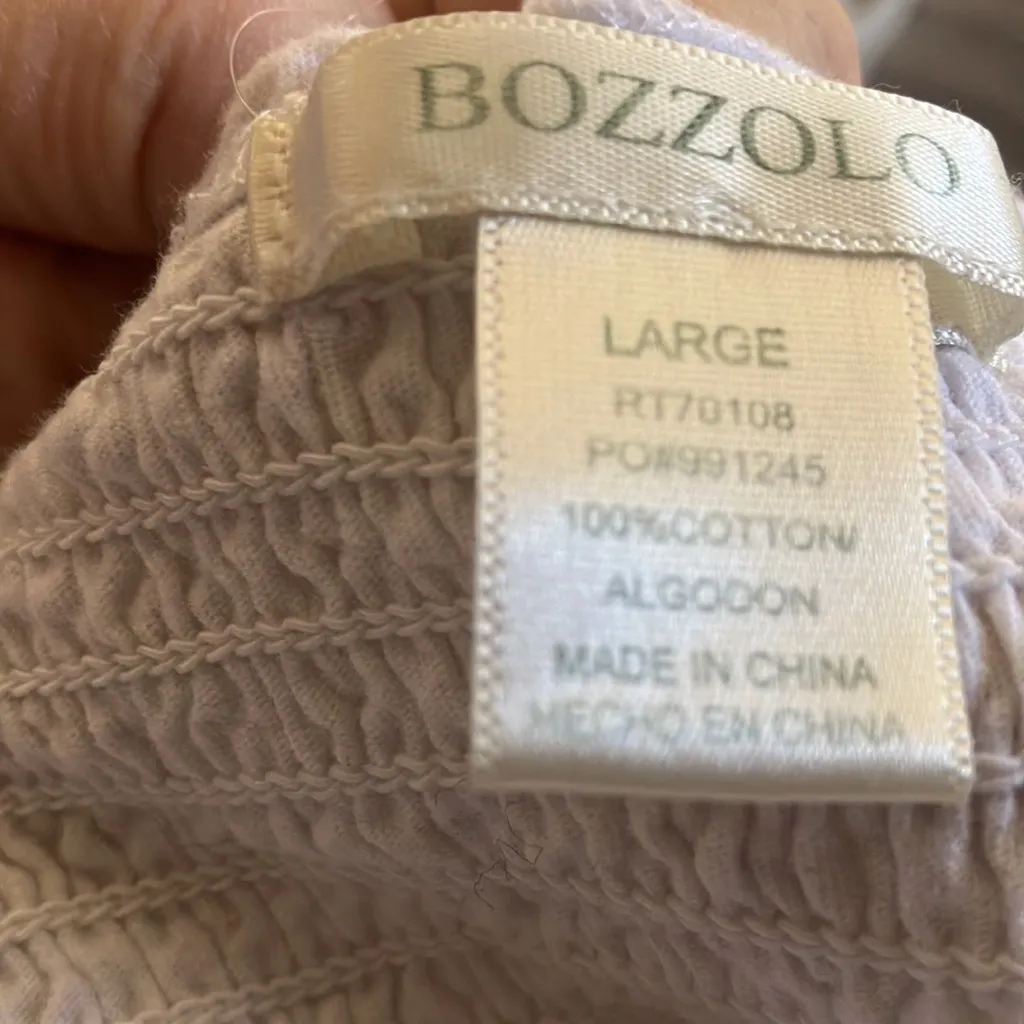 BOZZOLO
LARGE
RT70108
PO#991245
100%COTTON/
ALGODON
MADE IN CHINA
HECHO EN CHINA